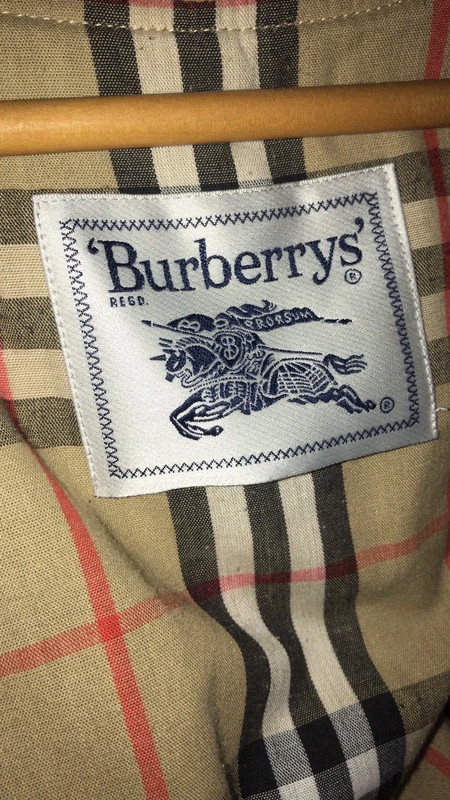 'Burberrys'
REGD. ®
PRORSUM
®